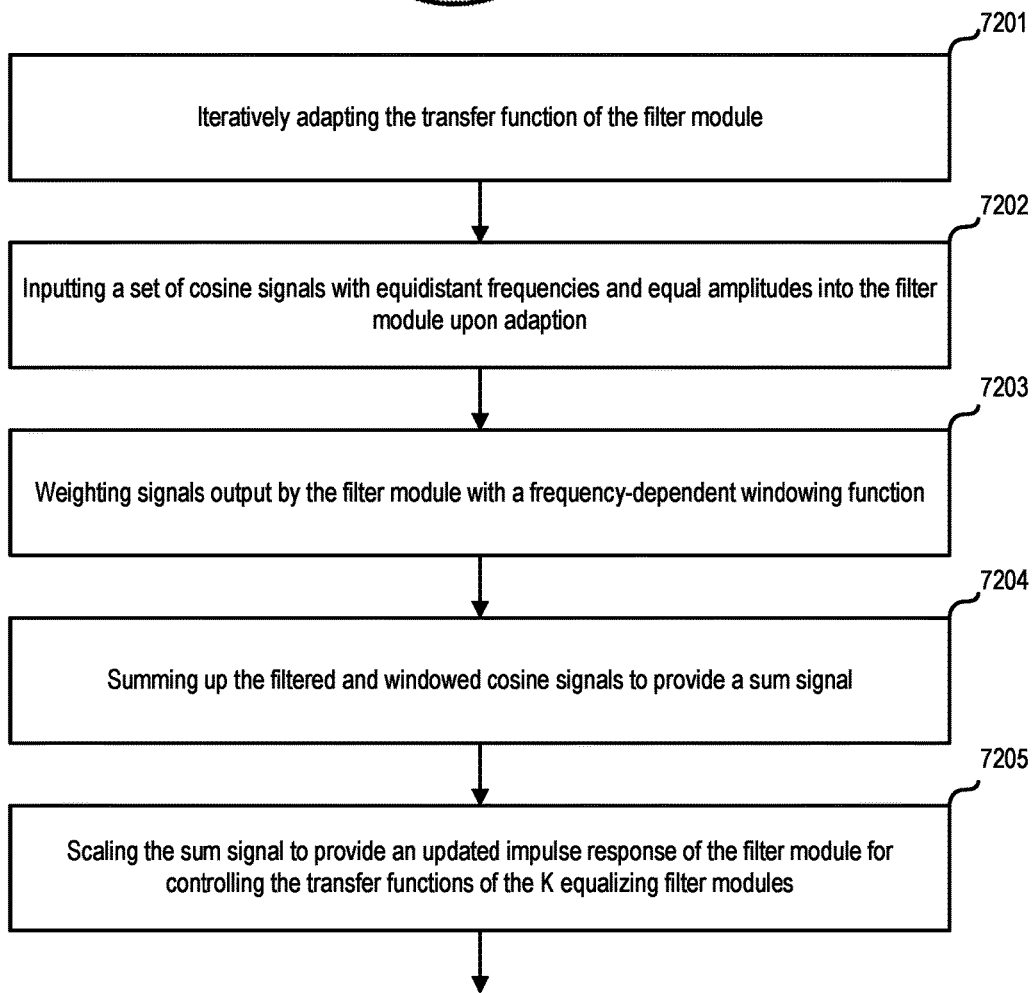 7201
Iteratively adapting the transfer function of the filter module
7202
Inputting a set of cosine signals with equidistant frequencies and equal amplitudes into the filter
module upon adaption
7203
Weighting signals output by the filter module with a frequency-dependent windowing function
7204
Summing up the filtered and windowed cosine signals to provide a sum signal
7205
Scaling the sum signal to provide an updated impulse response of the filter module for
controlling the transfer functions of the K equalizing filter modules